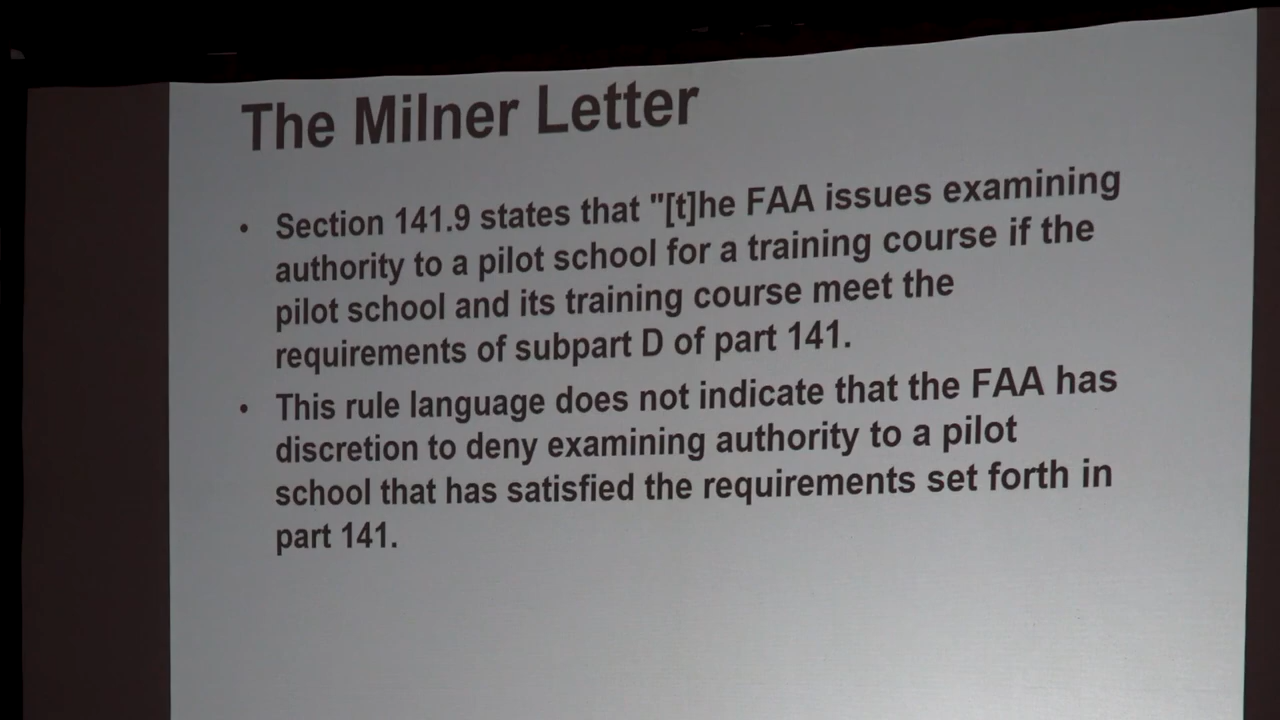 The Milner Letter
• Section 141.9 states that "[t]he FAA issues examining
authority to a pilot school for a training course if the
pilot school and its training course meet the
requirements of subpart D of part 141.
• This rule language does not indicate that the FAA has
discretion to deny examining authority to a pilot
school that has satisfied the requirements set forth in
part 141.